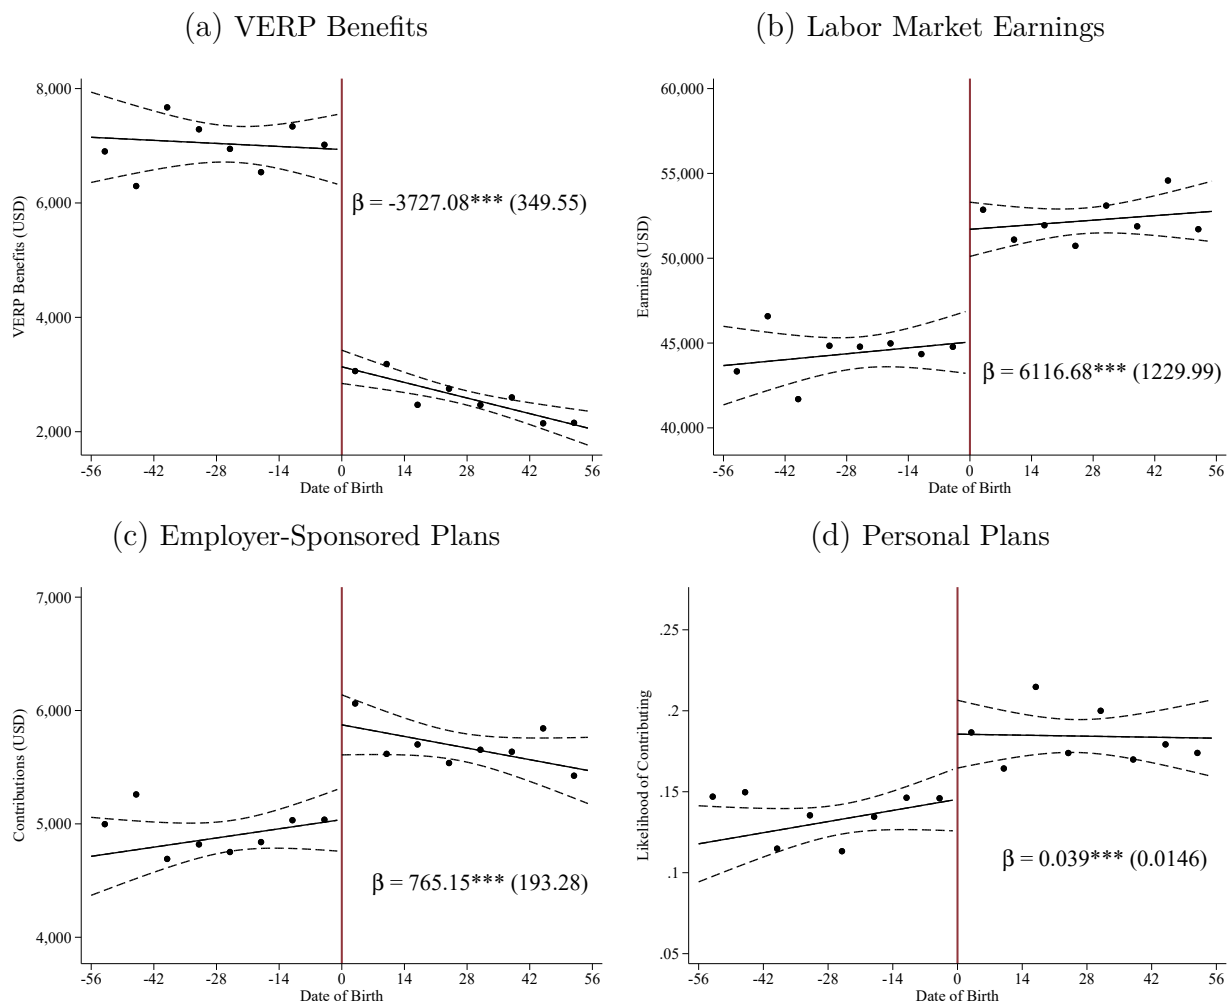 (a) VERP Benefits
8,000
6,000
4,000
2,000
VERP Benefits (USD)
β = -3727.08*** (349.55)
-56 -42 -28 -14 0 14 28 42 56
Date of Birth
(b) Labor Market Earnings
60,000
55,000
50,000
45,000
40,000
Earnings (USD)
β = 6116.68*** (1229.99)
-56 -42 -28 -14 0 14 28 42 56
Date of Birth
(c) Employer-Sponsored Plans
7,000
6,000
5,000
4,000
Contributions (USD)
β = 765.15*** (193.28)
-56 -42 -28 -14 0 14 28 42 56
Date of Birth
(d) Personal Plans
.25
.2
.15
.1
.05
Likelihood of Contributing
β = 0.039*** (0.0146)
-56 -42 -28 -14 0 14 28 42 56
Date of Birth